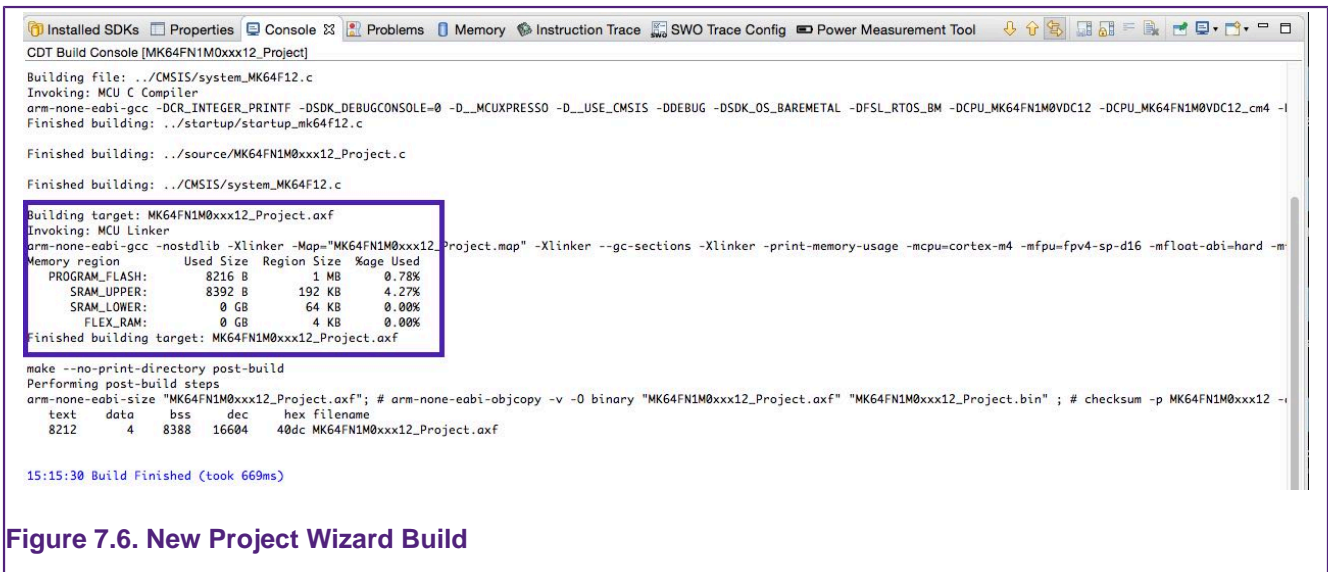 Installed SDKs Properties Console Problems Memory Instruction Trace SWO Trace Config Power Measurement Tool
CDT Build Console [MK64FN1M0xxx12_Project]
Building file: ../CMSIS/system_MK64F12.c
Invoking: MCU C Compiler
arm-none-eabi-gcc -DCR_INTEGER_PRINTF -DSDK_DEBUGCONSOLE=0 -D__MCUXPRESSO -D__USE_CMSIS -DDEBUG -DSDK_OS_BAREMETAL -DFSL_RTOS_BM -DCPU_MK64FN1M0VDC12 -DCPU_MK64FN1M0VDC12_cm4
Finished building: ../startup/startup_mk64f12.c
Finished building: ../source/MK64FN1M0xxx12_Project.c
Finished building: ../CMSIS/system_MK64F12.c
Building target: MK64FN1M0xxx12_Project.axf
Invoking: MCU Linker
arm-none-eabi-gcc -nostdlib -Xlinker -Map="MK64FN1M0xxx12_Project.map" -Xlinker --gc-sections -Xlinker -print-memory-usage -mcpu=cortex-m4 -mfpu=fpv4-sp-d16 -mfloat-abi=hard -m
Memory region Used Size Region Size %age Used
PROGRAM_FLASH: 8216 B 1 MB 0.78%
SRAM_UPPER: 8392 B 192 KB 4.27%
SRAM_LOWER: 0 GB 64 KB 0.00%
FLEX_RAM: 0 GB 4 KB 0.00%
Finished building target: MK64FN1M0xxx12_Project.axf
make --no-print-directory post-build
Performing post-build steps
arm-none-eabi-size "MK64FN1M0xxx12_Project.axf"; # arm-none-eabi-objcopy -v -O binary "MK64FN1M0xxx12_Project.axf" "MK64FN1M0xxx12_Project.bin" ; # checksum -p MK64FN1M0xxx12
text data bss dec hex filename
8212 4 8388 16604 40dc MK64FN1M0xxx12_Project.axf
15:15:30 Build Finished (took 669ms)
Figure 7.6. New Project Wizard Build